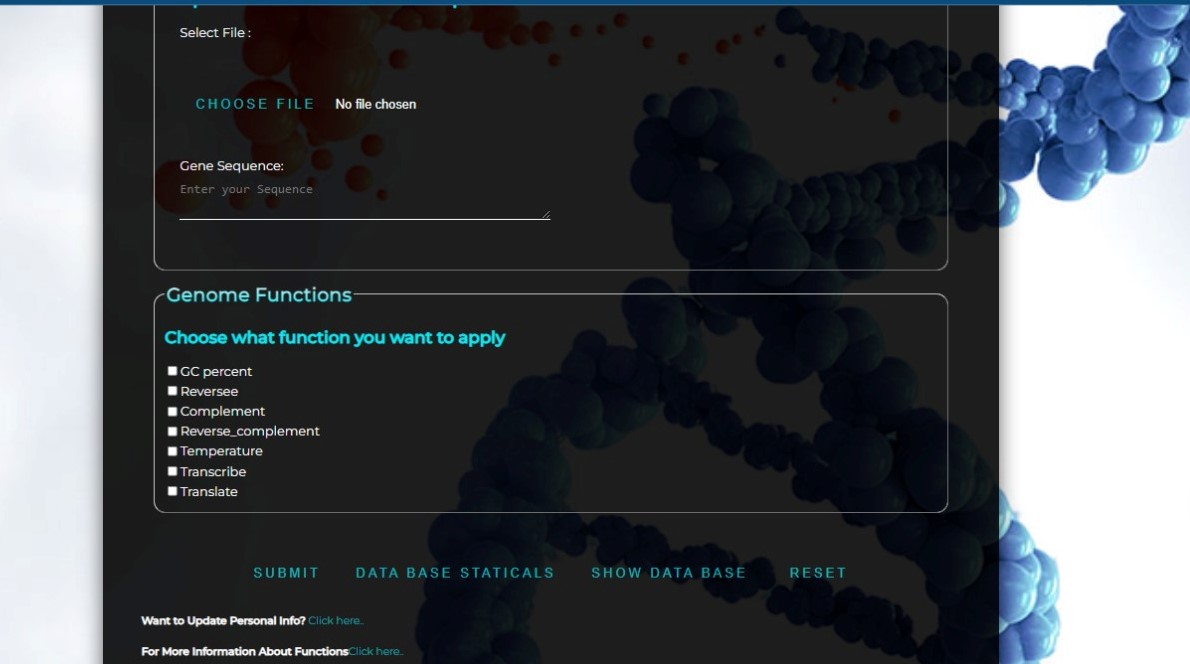 Select File :
CHOOSE FILE No file chosen
Gene Sequence:
Enter your Sequence
Genome Functions
Choose what function you want to apply
GC percent
Reversee
Complement
Reverse_complement
Temperature
Transcribe
Translate
SUBMIT DATA BASE STATICALS SHOW DATA BASE RESET
Want to Update Personal Info? Click here..
For More Information About FunctionsClick here..